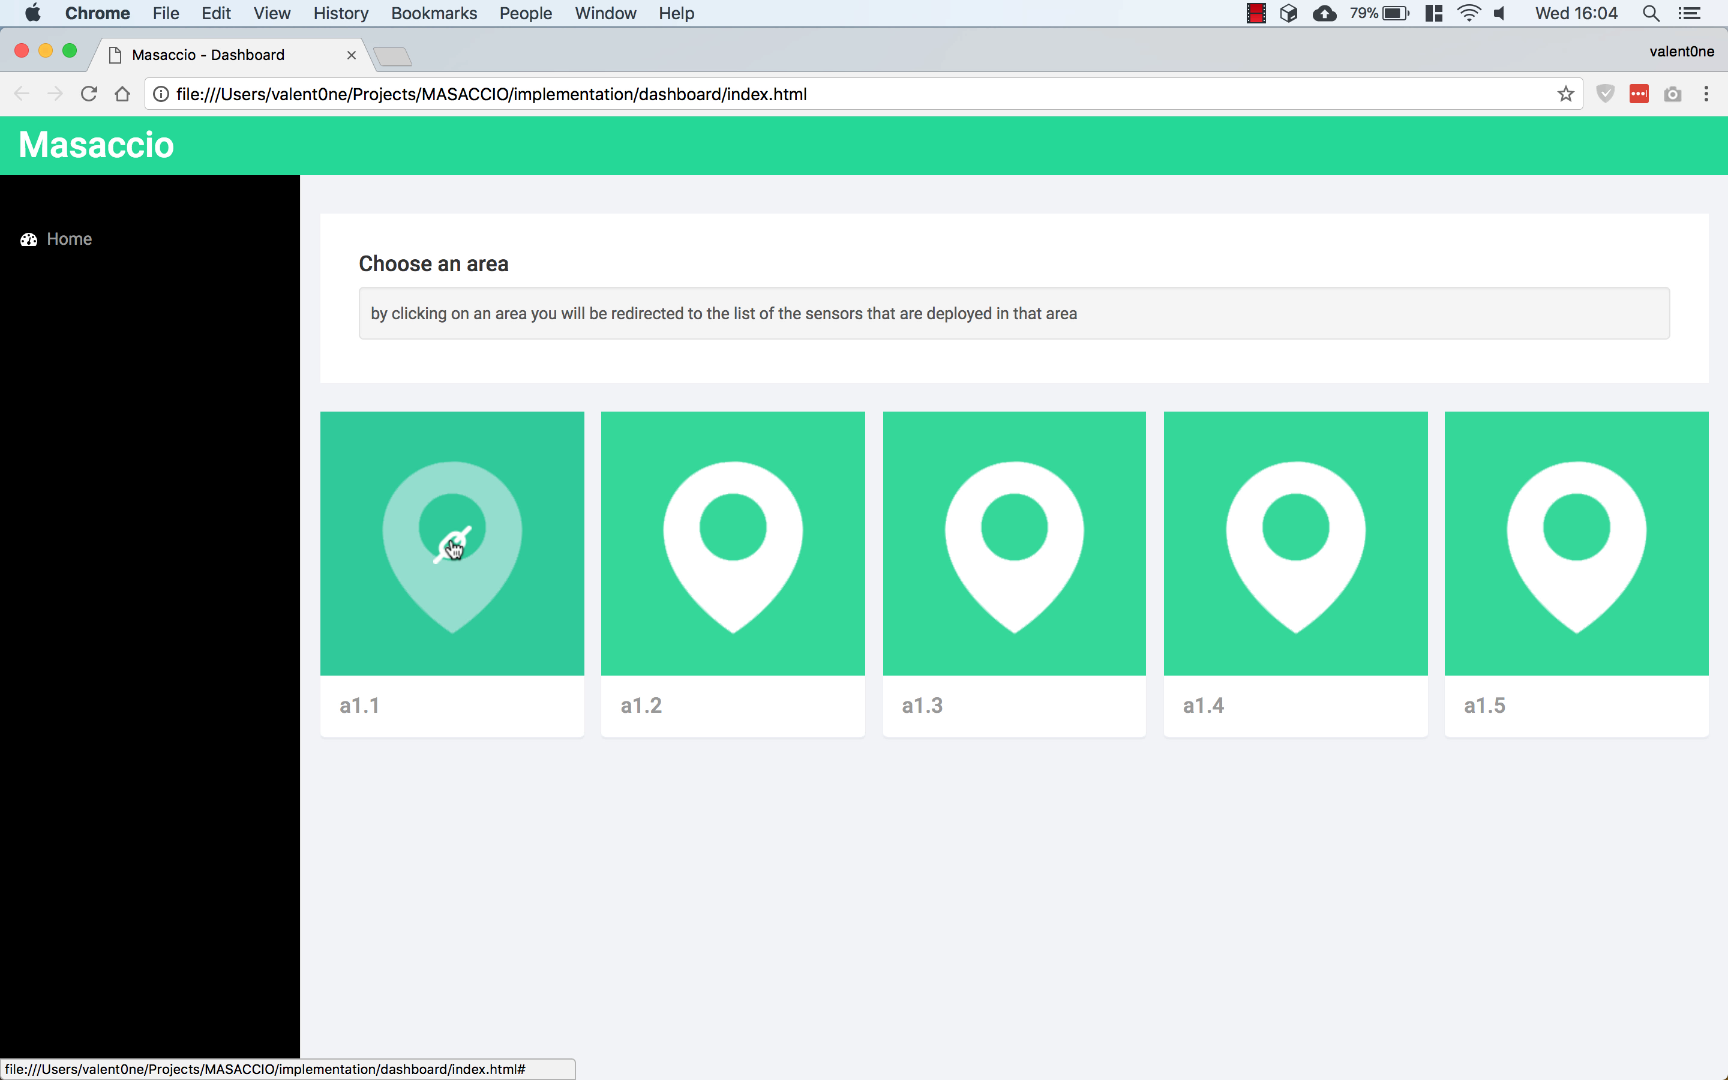 Chrome File Edit View History Bookmarks People Window Help 79% Wed 16:04
Masaccio - Dashboard valent0ne
file:///Users/valent0ne/Projects/MASACCIO/implementation/dashboard/index.html
Masaccio
Home
Choose an area
by clicking on an area you will be redirected to the list of the sensors that are deployed in that area
a1.1 a1.2 a1.3 a1.4 a1.5
file:///Users/valent0ne/Projects/MASACCIO/implementation/dashboard/index.html#